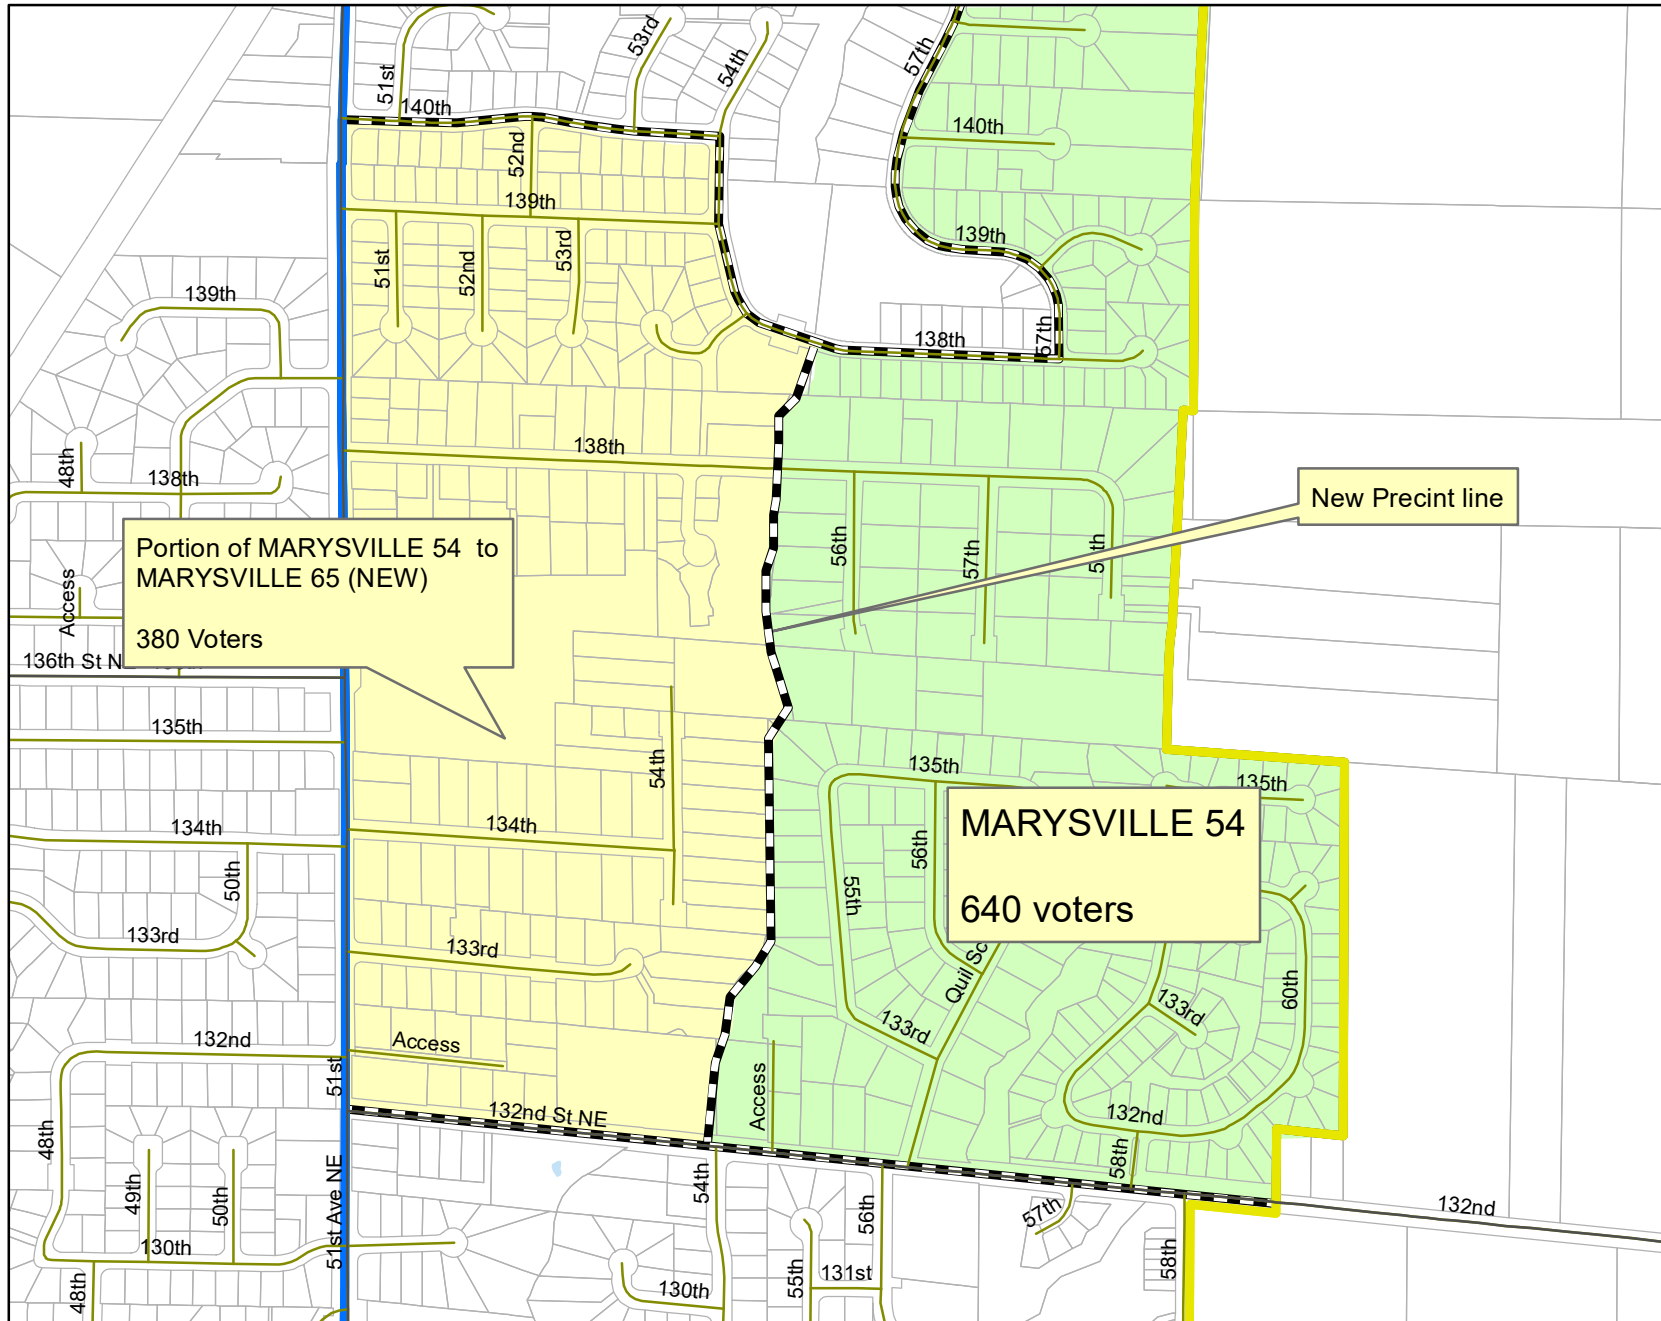 51st
53rd
54th
57th
140th
52nd
140th
139th
139th
51st
52nd
53rd
139th
138th
57th
138th
48th
138th
New Precint line
Portion of MARYSVILLE 54 to
MARYSVILLE 65 (NEW)
380 Voters
56th
57th
Access
136th St NE
135th
54th
135th
135th
MARYSVILLE 54
640 voters
134th
134th
50th
56th
55th
133rd
133rd
Quil Sc
60th
133rd
133rd
132nd
Access
51st
Access
132nd St NE
132nd
48th
58th
49th
50th
51st Ave NE
54th
56th
57th
132nd
130th
58th
48th
130th
55th
131st